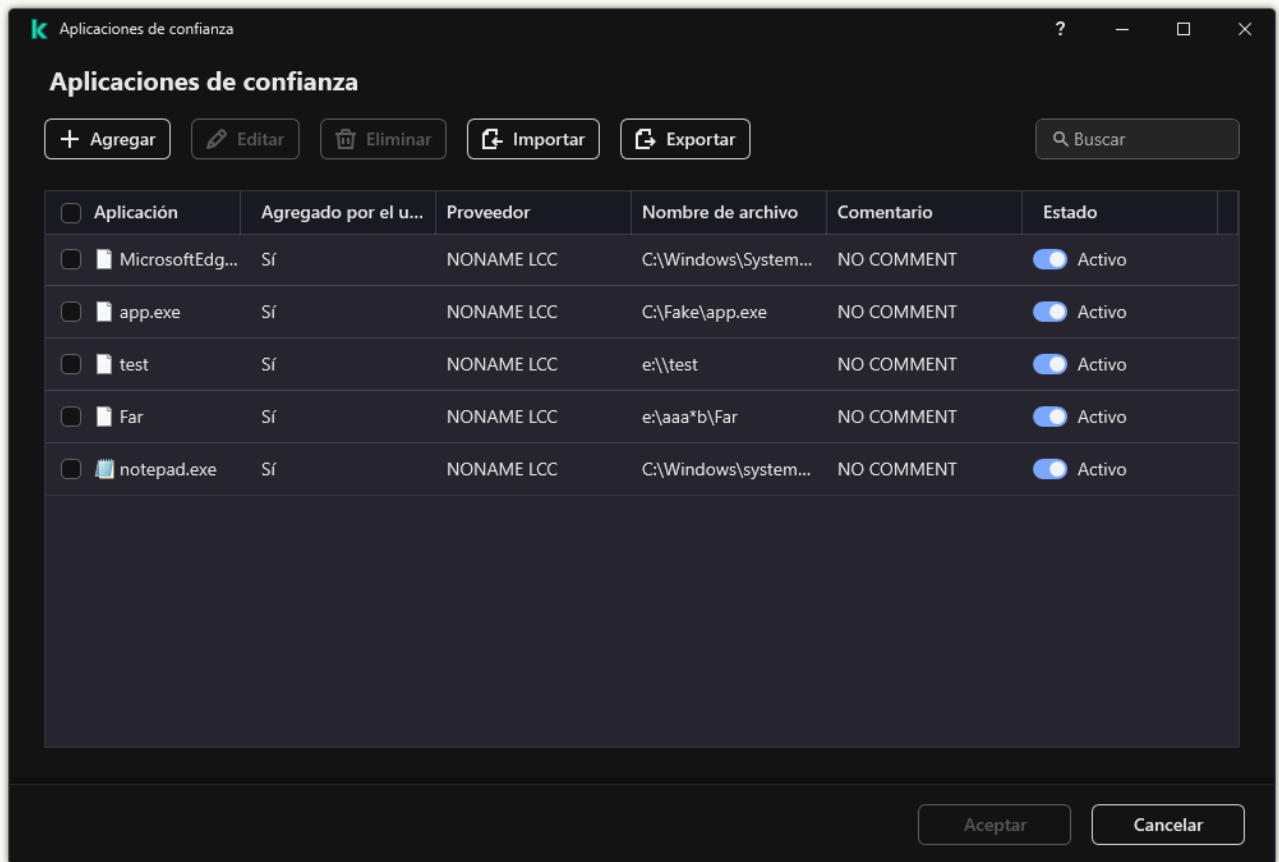 Aplicaciones de confianza
?
Aplicaciones de confianza
Agregar Editar Eliminar Importar Exportar Buscar
Aplicación Agregado por el u... Proveedor Nombre de archivo Comentario Estado
MicrosoftEdg... Sí NONAME LCC C:\Windows\System... NO COMMENT Activo
app.exe Sí NONAME LCC C:\Fake\app.exe NO COMMENT Activo
test Sí NONAME LCC e:\\test NO COMMENT Activo
Far Sí NONAME LCC e:\aaa*b\Far NO COMMENT Activo
notepad.exe Sí NONAME LCC C:\Windows\system... NO COMMENT Activo
Aceptar Cancelar